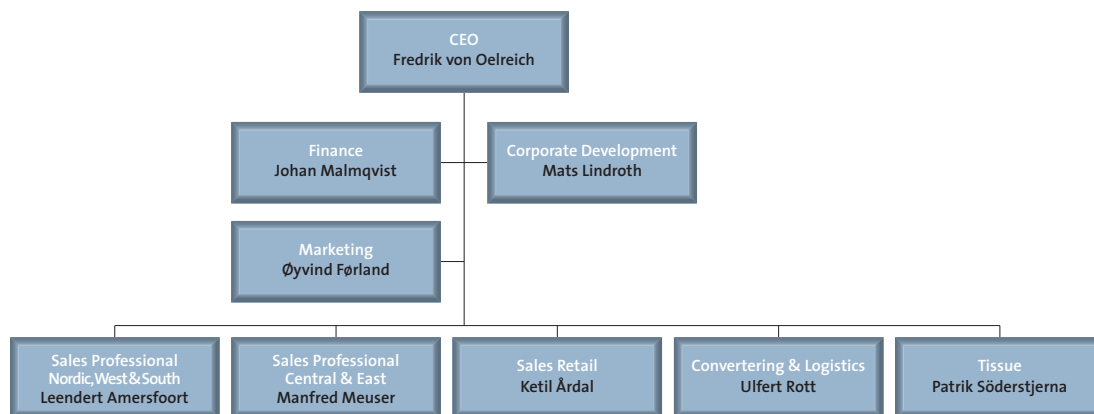 CEO
Fredrik von Oelreich
Finance
Johan Malmqvist
Corporate Development
Mats Lindroth
Marketing
Øyvind Førland
Sales Professional
Nordic, West & South
Leendert Amersfoort
Sales Professional
Central & East
Manfred Meuser
Sales Retail
Ketil Årdal
Convertering & Logistics
Ulfert Rott
Tissue
Patrik Söderstjerna